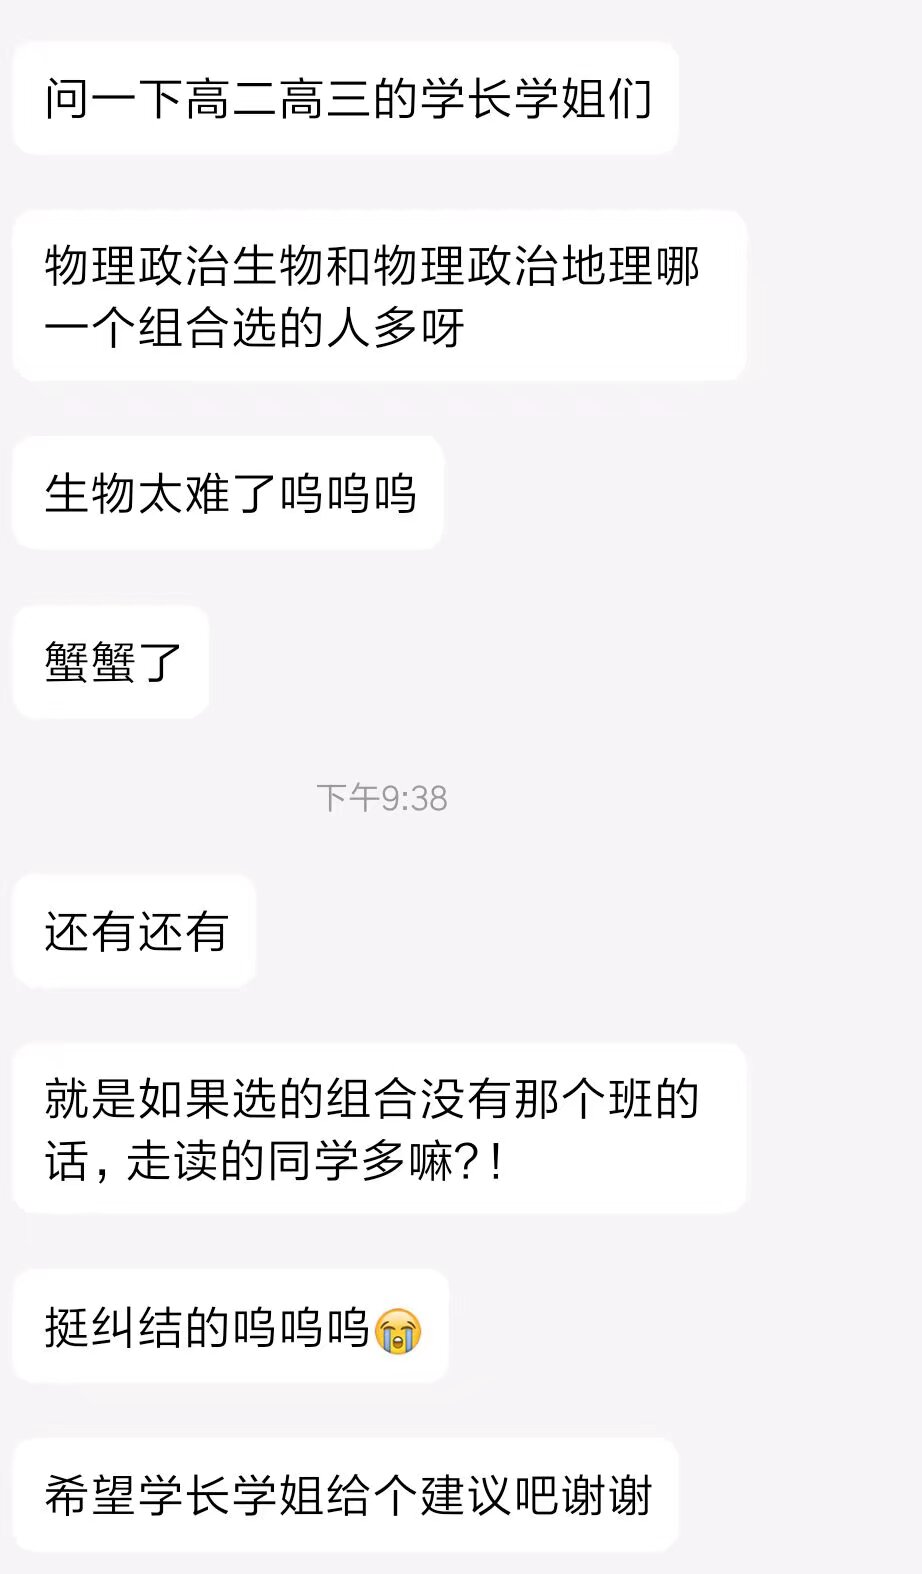 问一下高二高三的学长学姐们
物理政治生物和物理政治地理哪
一个组合选的人多呀
生物太难了呜呜呜
蟹蟹了
下午9:38
还有还有
就是如果选的组合没有那个班的
话，走读的同学多嘛？！
挺纠结的呜呜呜😭
希望学长学姐给个建议吧谢谢